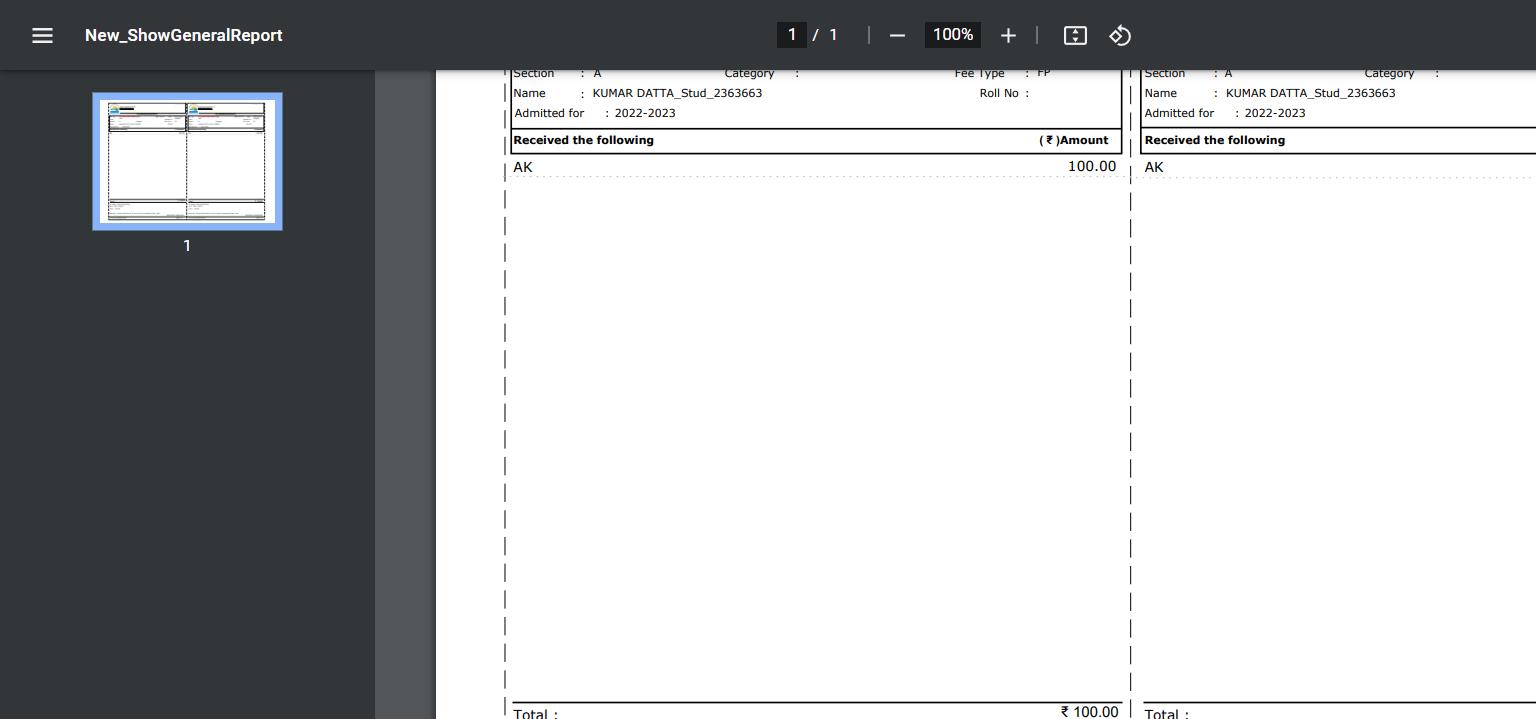 New_ShowGeneralReport
1 / 1
100%
1
Section : A Category : Fee Type : FP
Name : KUMAR DATTA_Stud_2363663 Roll No :
Admitted for : 2022-2023
Received the following (₹)Amount
AK 100.00
Total : ₹ 100.00
Section : A Category :
Name : KUMAR DATTA_Stud_2363663
Admitted for : 2022-2023
Received the following
AK
Total :